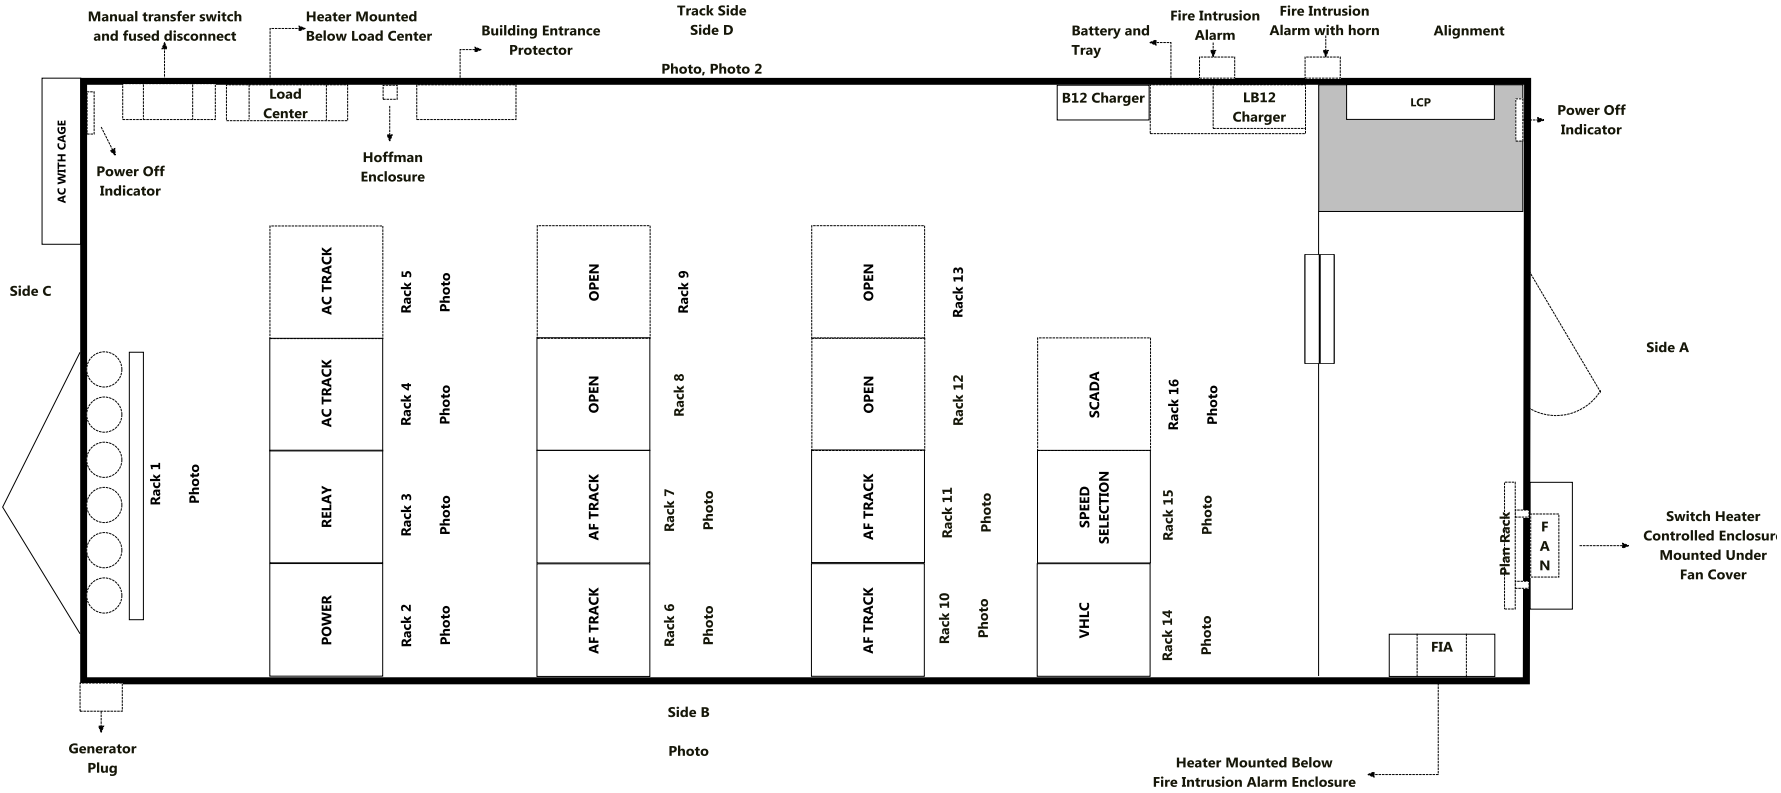 Manual transfer switch
and fused disconnect
Heater Mounted
Below Load Center
Building Entrance
Protector
Track Side
Side D
Photo, Photo 2
Battery and
Tray
Fire Intrusion
Alarm
Fire Intrusion
Alarm with horn
Alignment
AC WITH CAGE
Load
Center
B12 Charger
LB12
Charger
LCP
Power Off
Indicator
Power Off
Indicator
Hoffman
Enclosure
Side C
Side A
AC TRACK
Rack 5
Photo
OPEN
Rack 9
OPEN
Rack 13
AC TRACK
Rack 4
Photo
OPEN
Rack 8
OPEN
Rack 12
SCADA
Rack 16
Photo
Rack 1
Photo
RELAY
Rack 3
Photo
AF TRACK
Rack 7
Photo
AF TRACK
Rack 11
Photo
SPEED
SELECTION
Rack 15
Photo
Plan Rack
F
A
N
Switch Heater
Controlled Enclosure
Mounted Under
Fan Cover
POWER
Rack 2
Photo
AF TRACK
Rack 6
Photo
AF TRACK
Rack 10
Photo
VHLC
Rack 14
Photo
FIA
Side B
Photo
Generator
Plug
Heater Mounted Below
Fire Intrusion Alarm Enclosure